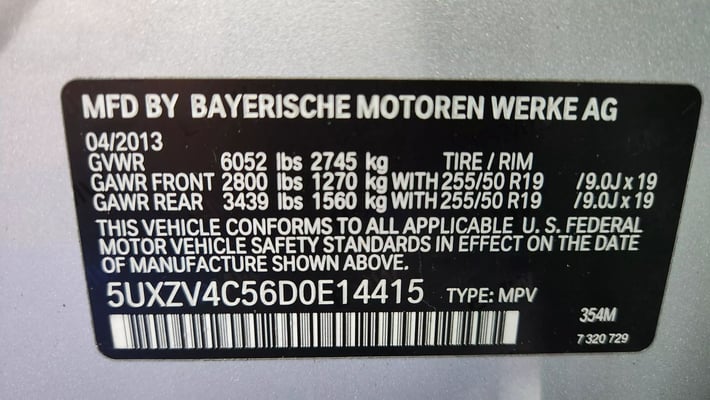 MFD BY BAYERISCHE MOTOREN WERKE AG
04/2013
GVWR 6052 lbs 2745 kg TIRE / RIM
GAWR FRONT 2800 lbs 1270 kg WITH 255/50 R19 /9.0J x 19
GAWR REAR 3439 lbs 1560 kg WITH 255/50 R19 /9.0J x 19
THIS VEHICLE CONFORMS TO ALL APPLICABLE U.S. FEDERAL
MOTOR VEHICLE SAFETY STANDARDS IN EFFECT ON THE DATE
OF MANUFACTURE SHOWN ABOVE.
5UXZV4C56D0E14415 TYPE: MPV
354M
7 320 729